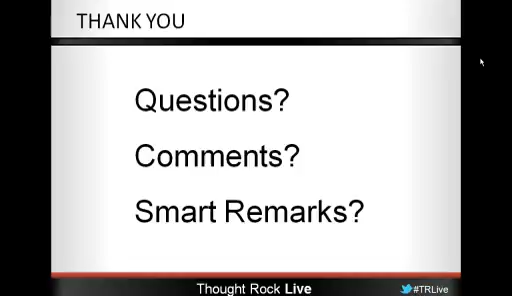 THANK YOU
Questions?
Comments?
Smart Remarks?
Thought Rock Live
#TRLive